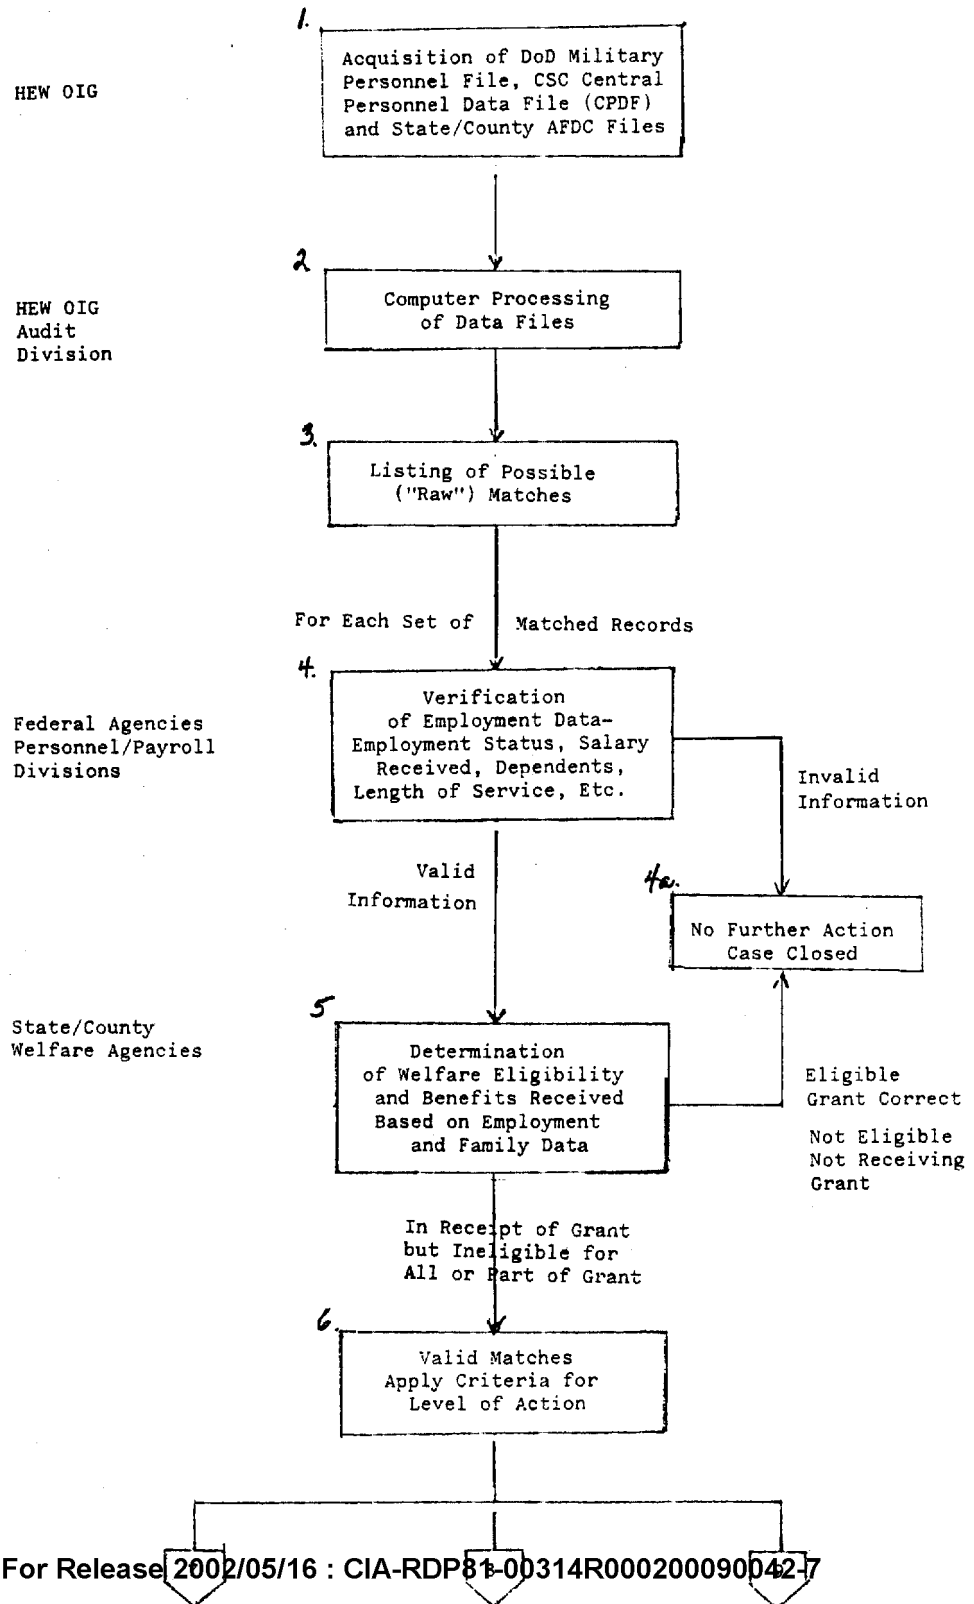 1.
Acquisition of DoD Military
Personnel File, CSC Central
Personnel Data File (CPDF)
and State/County AFDC Files
HEW OIG
2
Computer Processing
of Data Files
HEW OIG
Audit
Division
3.
Listing of Possible
("Raw") Matches
For Each Set of Matched Records
4.
Verification
of Employment Data-
Employment Status, Salary
Received, Dependents,
Length of Service, Etc.
Federal Agencies
Personnel/Payroll
Divisions
Invalid
Information
Valid
Information
4a.
No Further Action
Case Closed
5
Determination
of Welfare Eligibility
and Benefits Received
Based on Employment
and Family Data
State/County
Welfare Agencies
Eligible
Grant Correct
Not Eligible
Not Receiving
Grant
In Receipt of Grant
but Ineligible for
All or Part of Grant
6.
Valid Matches
Apply Criteria for
Level of Action
For Release 2002/05/16 : CIA-RDP81-00314R000200090042-7